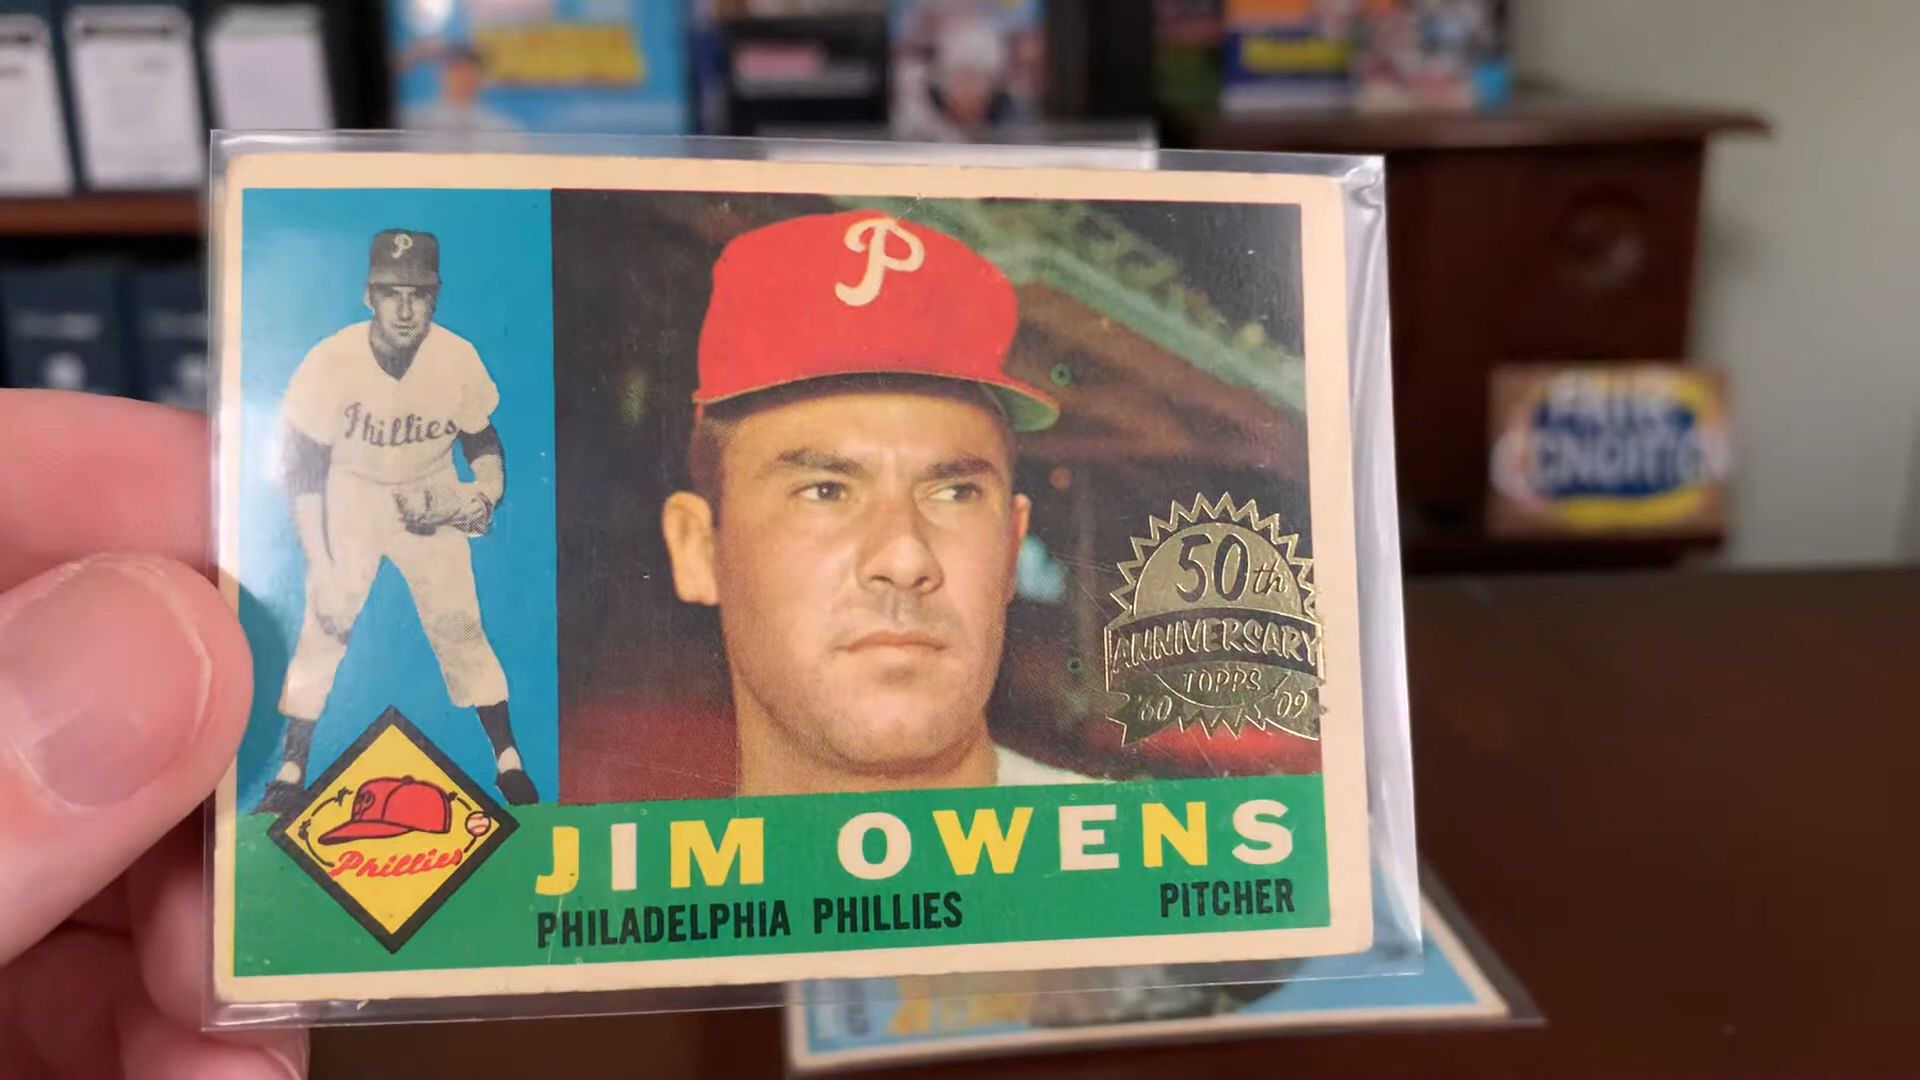 P
P
Phillies
50th
ANNIVERSARY
TOPPS
'60 '09
Phillies
JIM OWENS
PHILADELPHIA PHILLIES PITCHER